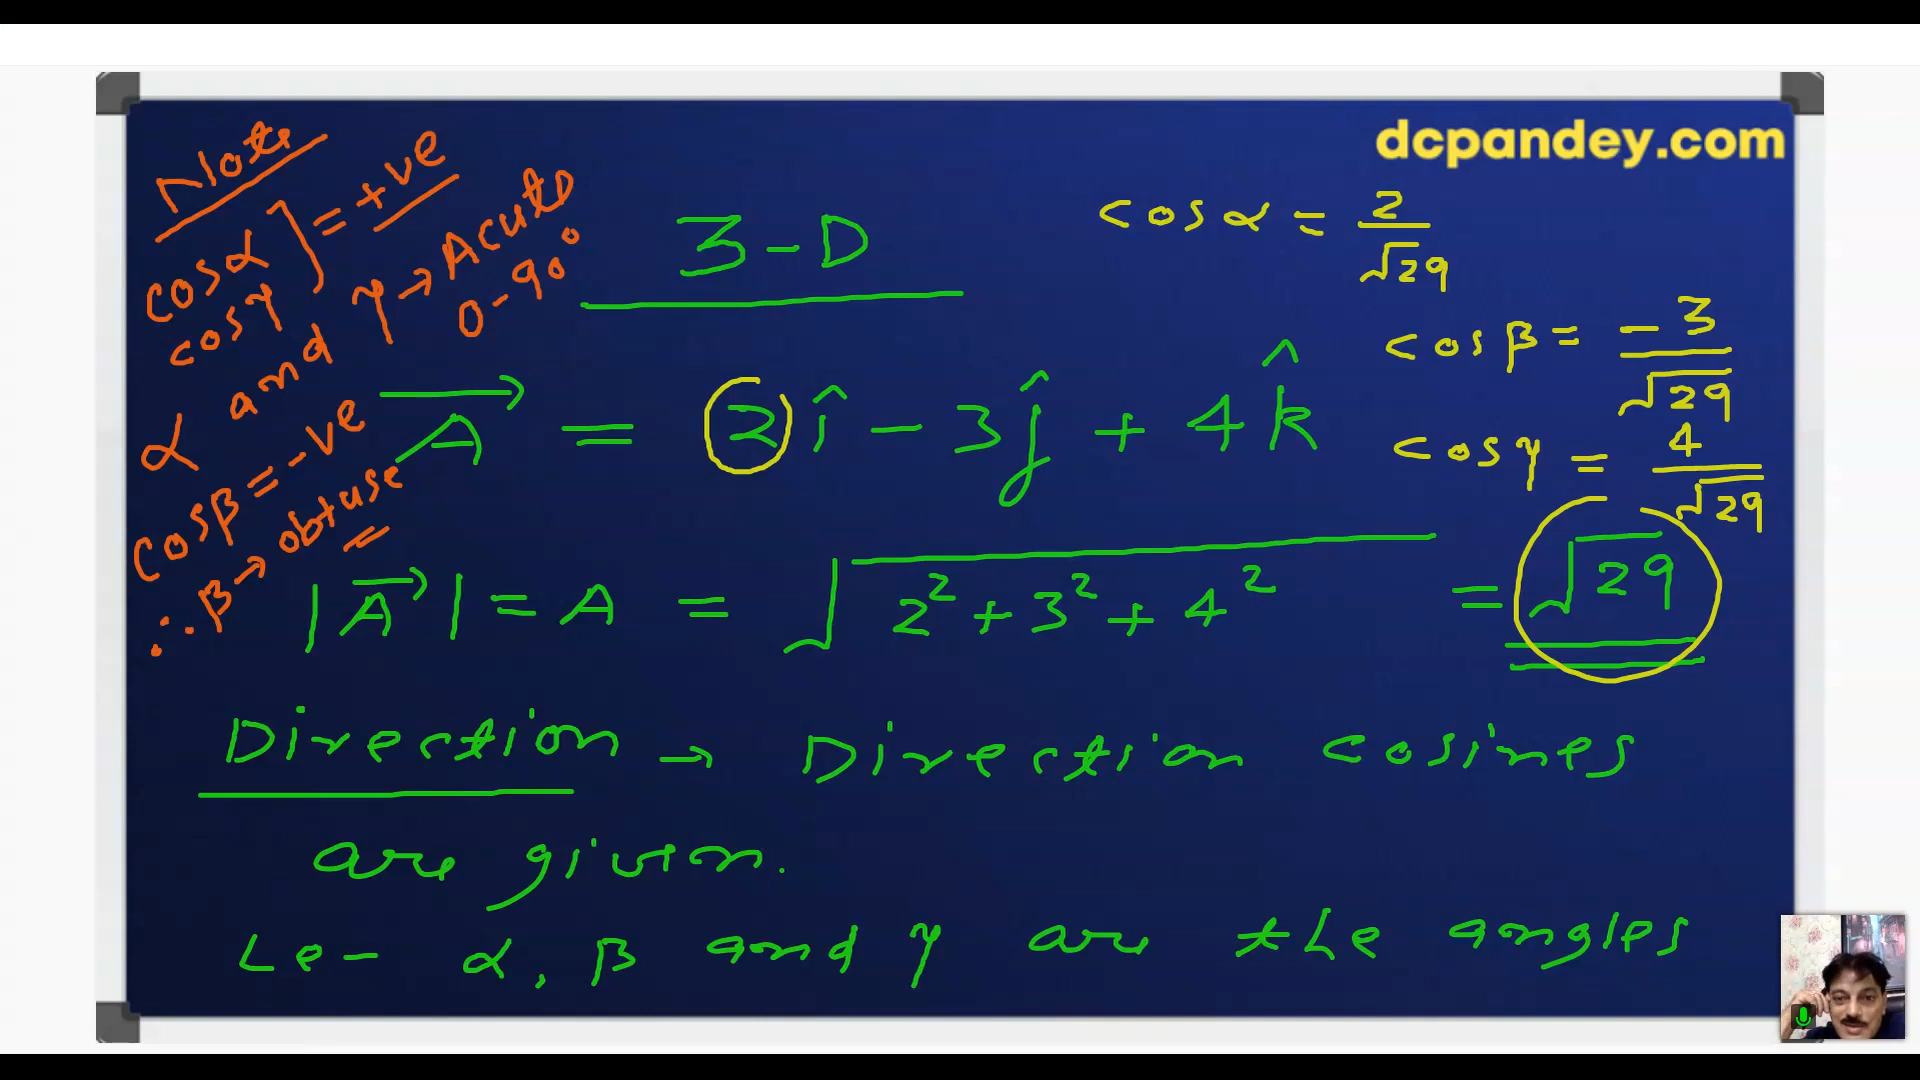 dcpandey.com
Note
cosα
cosγ ] = +ve
α and γ → Acute
0-90°
cosβ = -ve
∴ β → obtuse
3-D
cosα = 2/√29
cosβ = -3/√29
cosγ = 4/√29
A⃗ = 2î - 3ĵ + 4k̂
|A⃗| = A = √(2² + 3² + 4²) = √29
Direction → Direction cosines
are given.
Le- α, β and γ are the angles